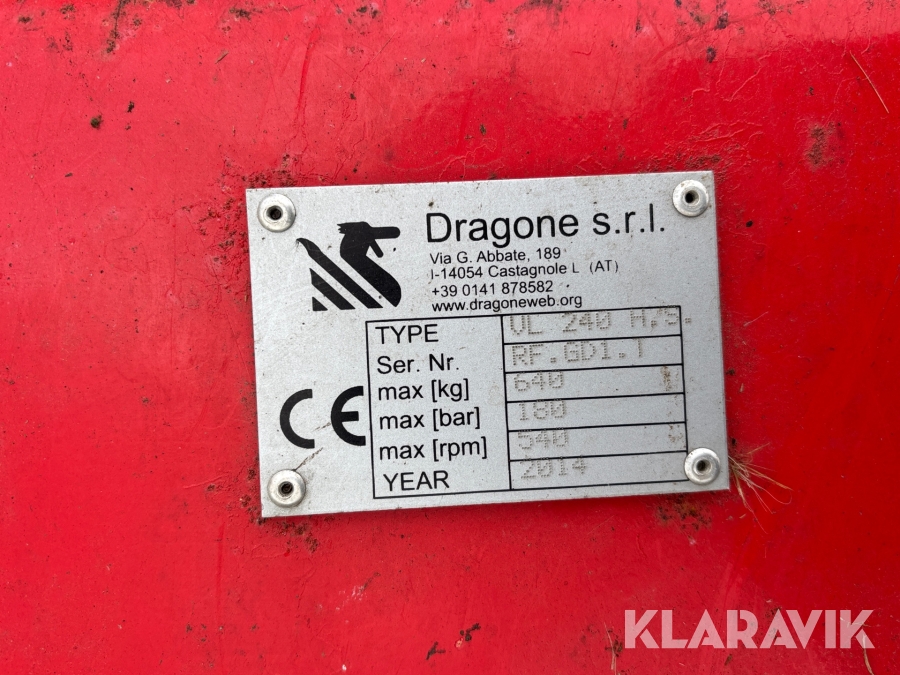 Dragone s.r.l.
Via G. Abbate, 189
I-14054 Castagnole L (AT)
+39 0141 878582
www.dragoneweb.org
TYPE VL 240 H.S.
Ser. Nr. RF.GD1.T
max [kg] 640
max [bar] 180
max [rpm] 540
YEAR 2014
CE
KLARAVIK